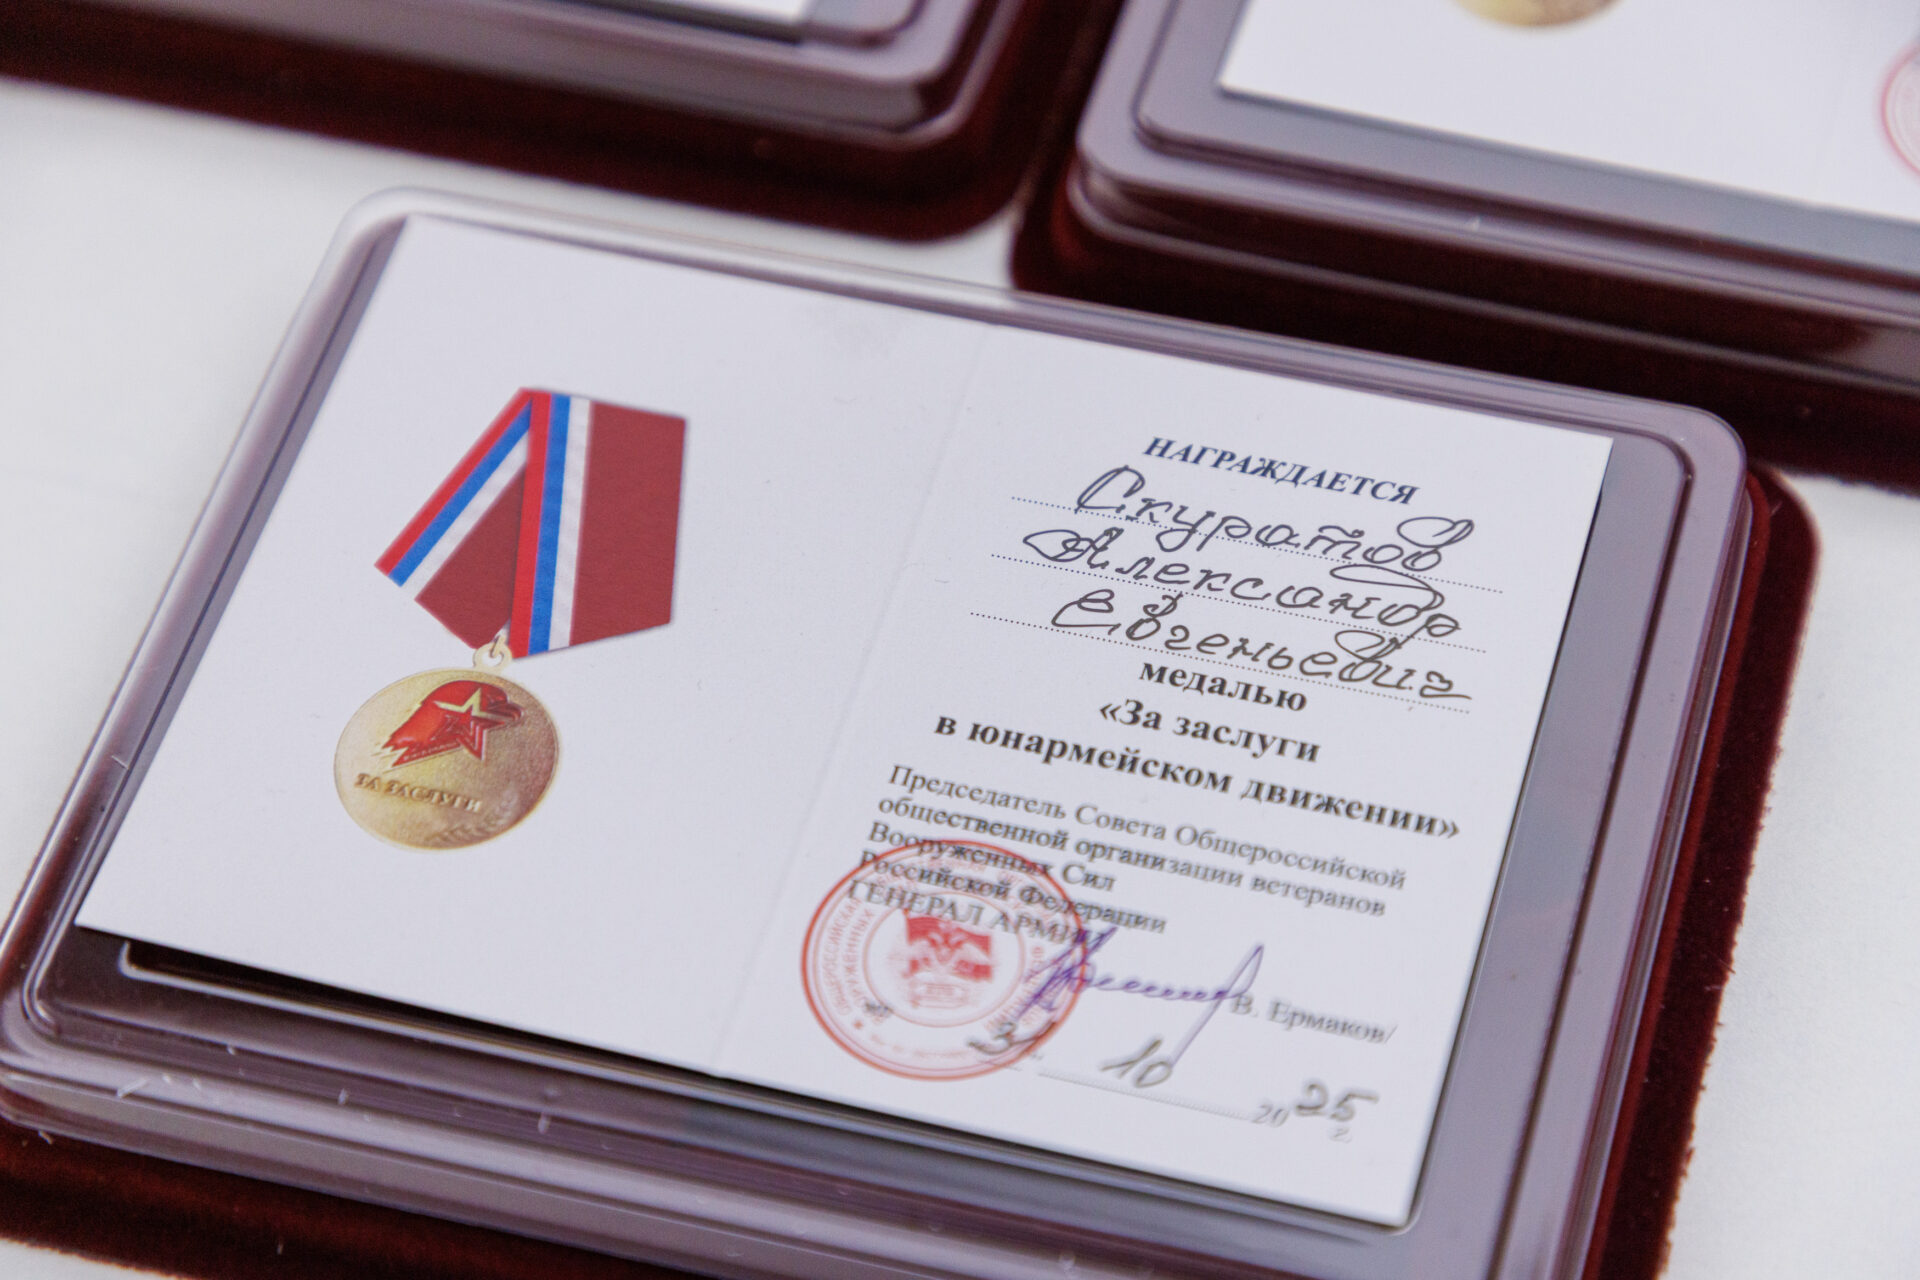 НАГРАЖДАЕТСЯ
Скуратов
Александр
Евгеньевич
медалью
«За заслуги
в юнармейском движении»
Председатель Совета Общероссийской
общественной организации ветеранов
Вооруженных Сил
Российской Федерации
ГЕНЕРАЛ АРМИИ
В. Ермаков/
3 10 2025 г.
ЗА ЗАСЛУГИ